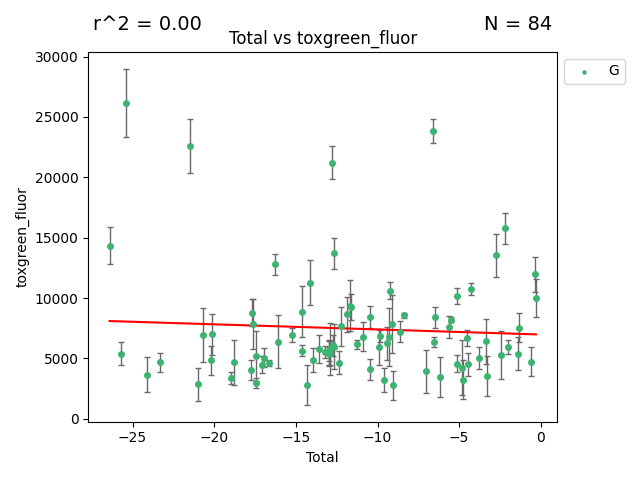 r^2 = 0.00
N = 84
Total vs toxgreen_fluor
G
30000
25000
20000
15000
10000
5000
0
toxgreen_fluor
−25 −20 −15 −10 −5 0
Total